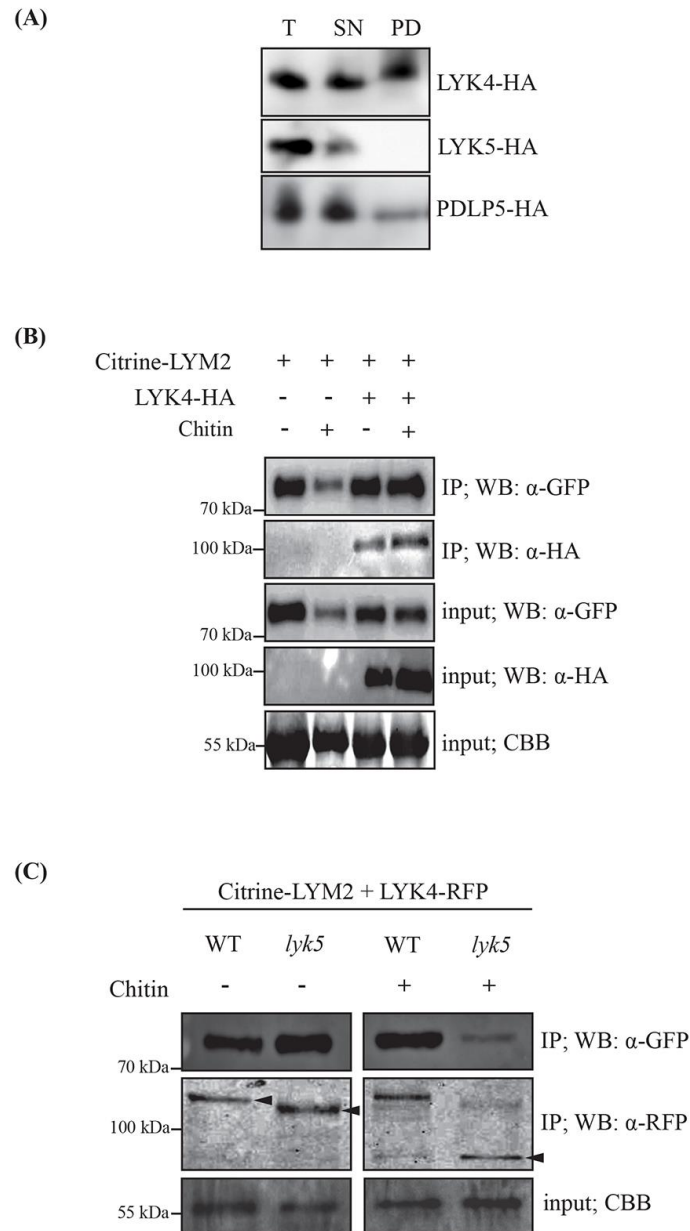 (A)
T SN PD
LYK4-HA
LYK5-HA
PDLP5-HA
(B)
Citrine-LYM2 + + + +
LYK4-HA - - + +
Chitin - + - +
IP; WB: α-GFP
70 kDa
100 kDa IP; WB: α-HA
input; WB: α-GFP
70 kDa
100 kDa input; WB: α-HA
55 kDa input; CBB
(C)
Citrine-LYM2 + LYK4-RFP
WT lyk5 WT lyk5
Chitin - - + +
IP; WB: α-GFP
70 kDa
100 kDa IP; WB: α-RFP
55 kDa input; CBB